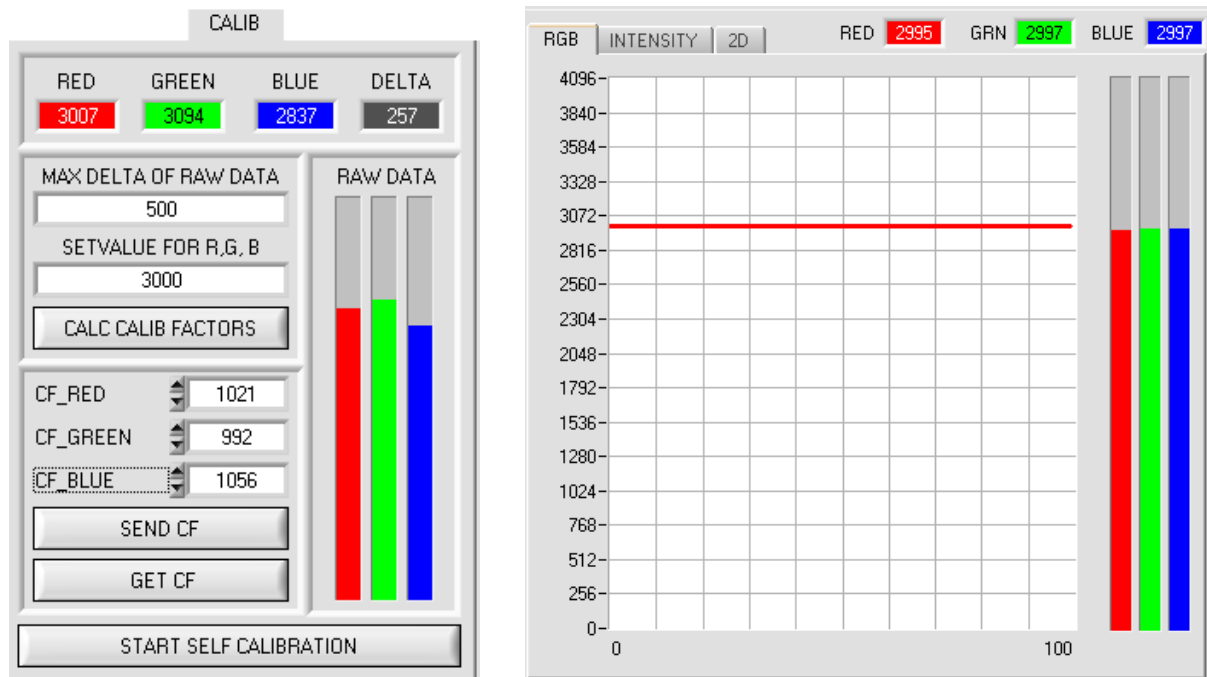 CALIB
RED GREEN BLUE DELTA
3007 3094 2837 257
MAX DELTA OF RAW DATA
500
SETVALUE FOR R,G, B
3000
CALC CALIB FACTORS
RAW DATA
CF_RED 1021
CF_GREEN 992
CF_BLUE 1056
SEND CF
GET CF
START SELF CALIBRATION
RGB INTENSITY 2D RED 2995 GRN 2997 BLUE 2997
4096
3840
3584
3328
3072
2816
2560
2304
2048
1792
1536
1280
1024
768
512
256
0
0 100